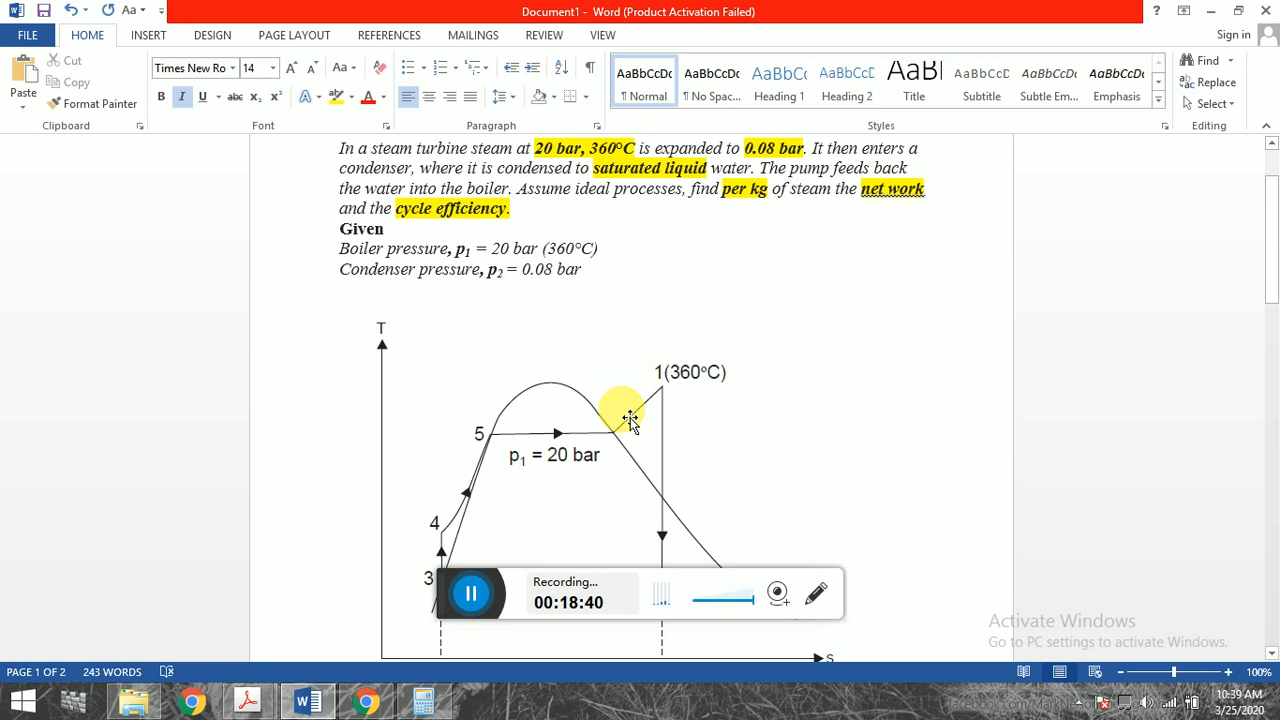 Document1 - Word (Product Activation Failed)
FILE HOME INSERT DESIGN PAGE LAYOUT REFERENCES MAILINGS REVIEW VIEW Sign in
Cut
Copy
Format Painter
Paste
Clipboard
Times New Ro 14
Font
Paragraph
AaBbCcDc AaBbCcDc AaBbCc AaBbCcD AaBl AaBbCcD AaBbCcDc AaBbCcDc
¶ Normal ¶ No Spac... Heading 1 Heading 2 Title Subtitle Subtle Em... Emphasis
Styles
Find
Replace
Select
Editing
In a steam turbine steam at 20 bar, 360°C is expanded to 0.08 bar. It then enters a
condenser, where it is condensed to saturated liquid water. The pump feeds back
the water into the boiler. Assume ideal processes, find per kg of steam the net work
and the cycle efficiency.
Given
Boiler pressure, p1 = 20 bar (360°C)
Condenser pressure, p2 = 0.08 bar
T
1(360°C)
5
p1 = 20 bar
4
3
s
Recording...
00:18:40
Activate Windows
Go to PC settings to activate Windows.
PAGE 1 OF 2 243 WORDS 100%
10:39 AM
3/25/2020